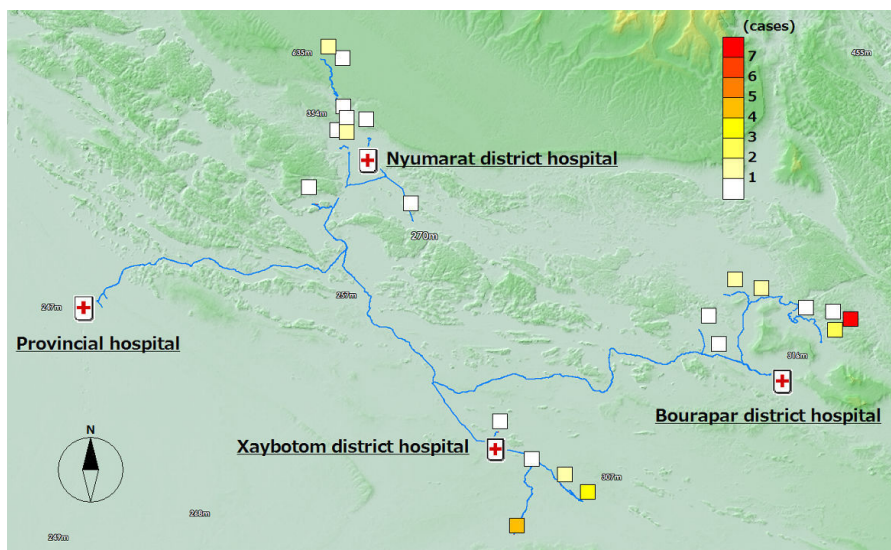 (cases)
635m
455m
7
6
5
4
3
2
1
354m
Nyumarat district hospital
270m
257m
247m
Provincial hospital
316m
Bourapar district hospital
N
Xaybotom district hospital
307m
268m
249m